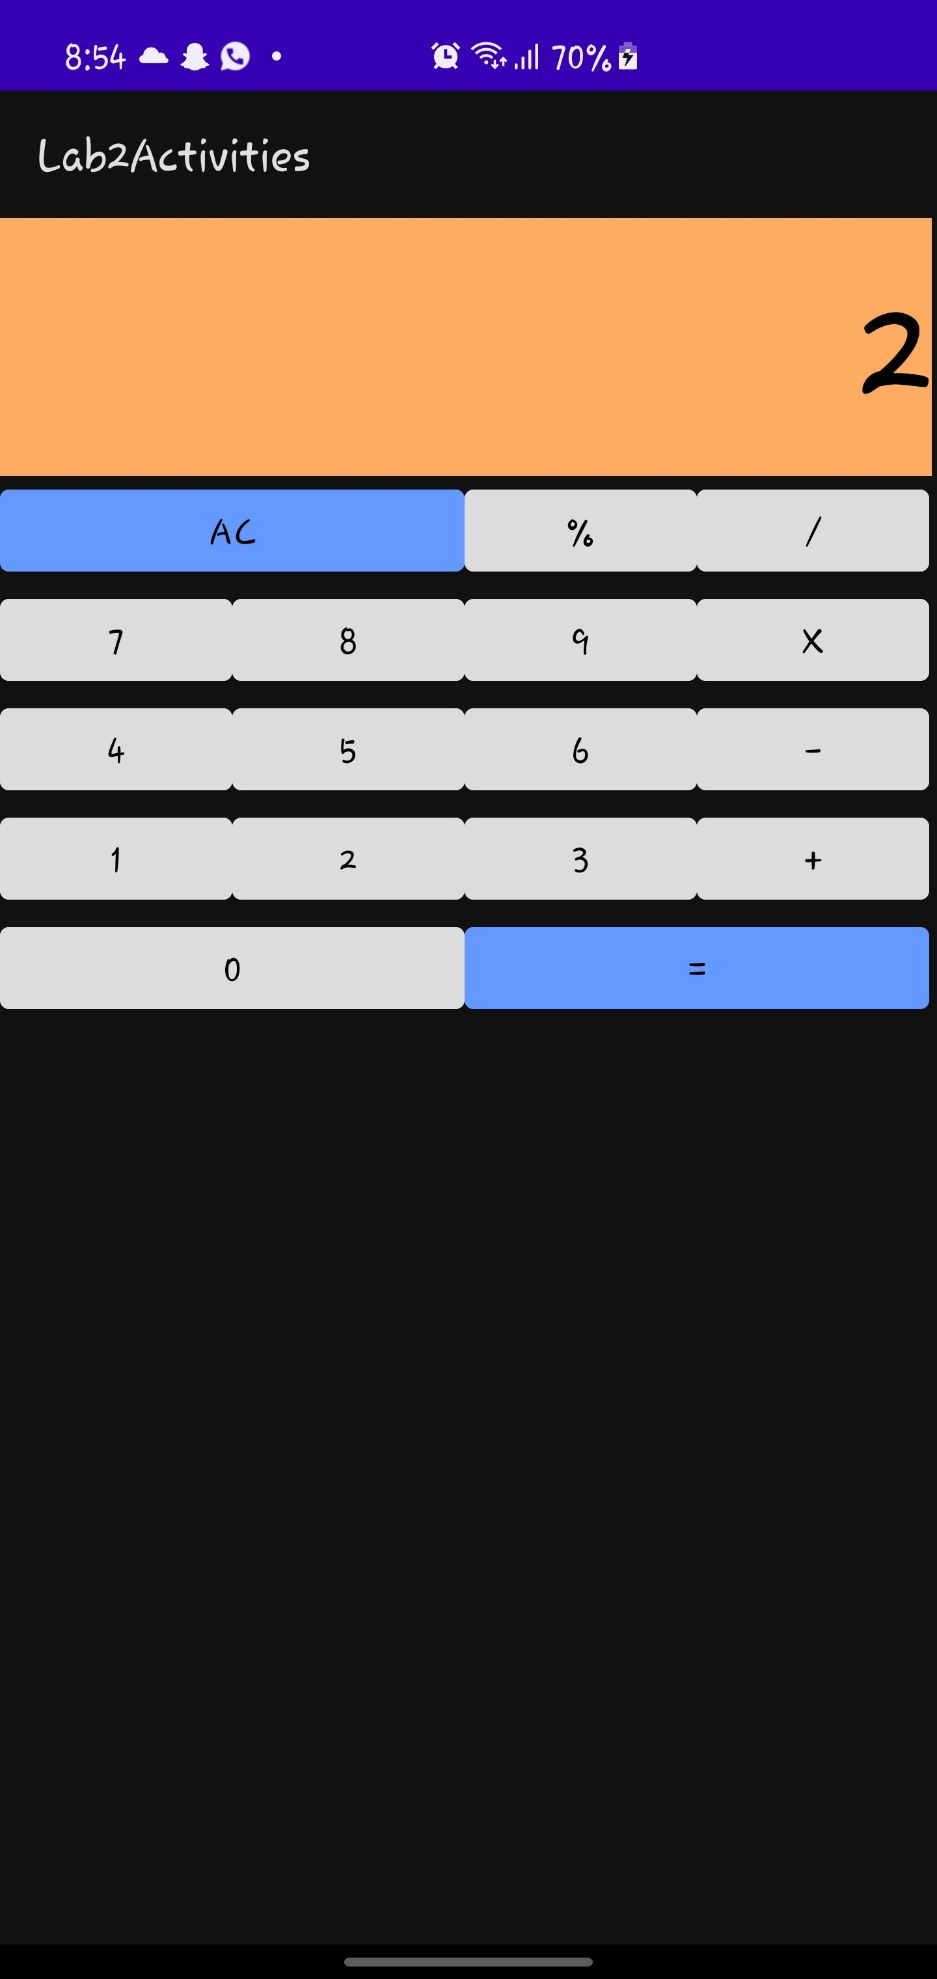 8:54 70%
Lab2Activities
2
AC % /
7 8 9 X
4 5 6 -
1 2 3 +
0 =